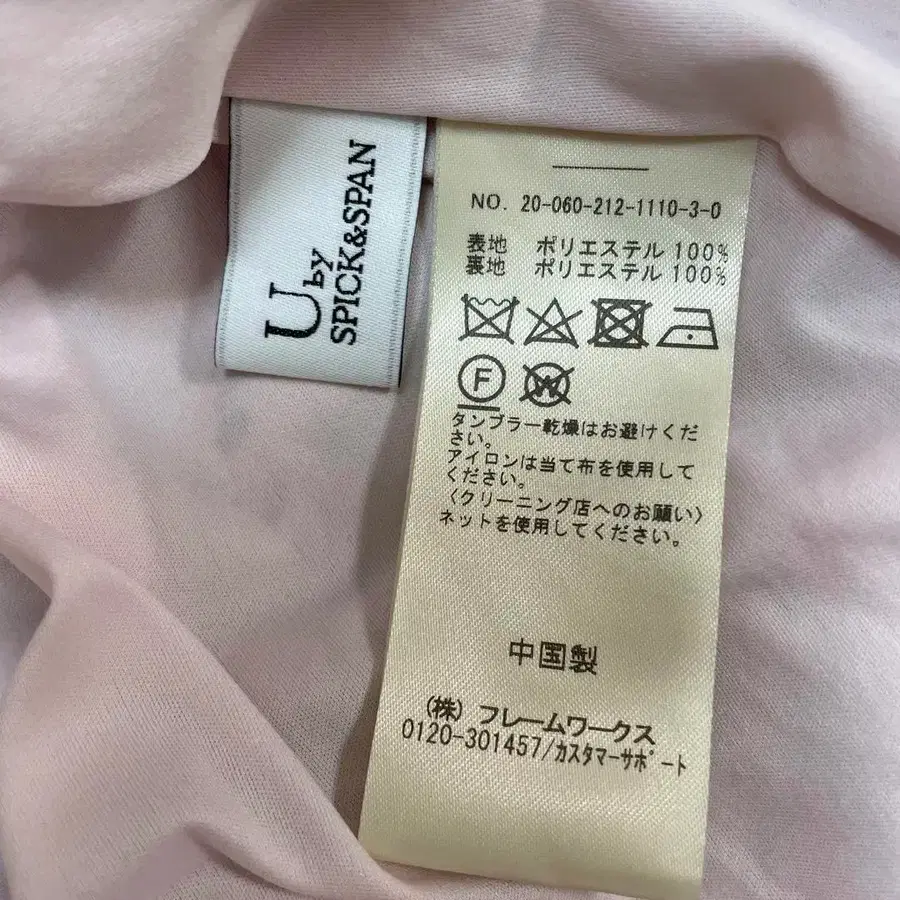 U by
SPICK&SPAN
NO. 20-060-212-1110-3-0
表地 ポリエステル 100%
裏地 ポリエステル 100%
F W
タンブラー乾燥はお避けくだ
さい。
アイロンは当て布を使用して
ください。
〈クリーニング店へのお願い〉
ネットを使用してください。
中国製
(株) フレームワークス
0120-301457/カスタマーサポート